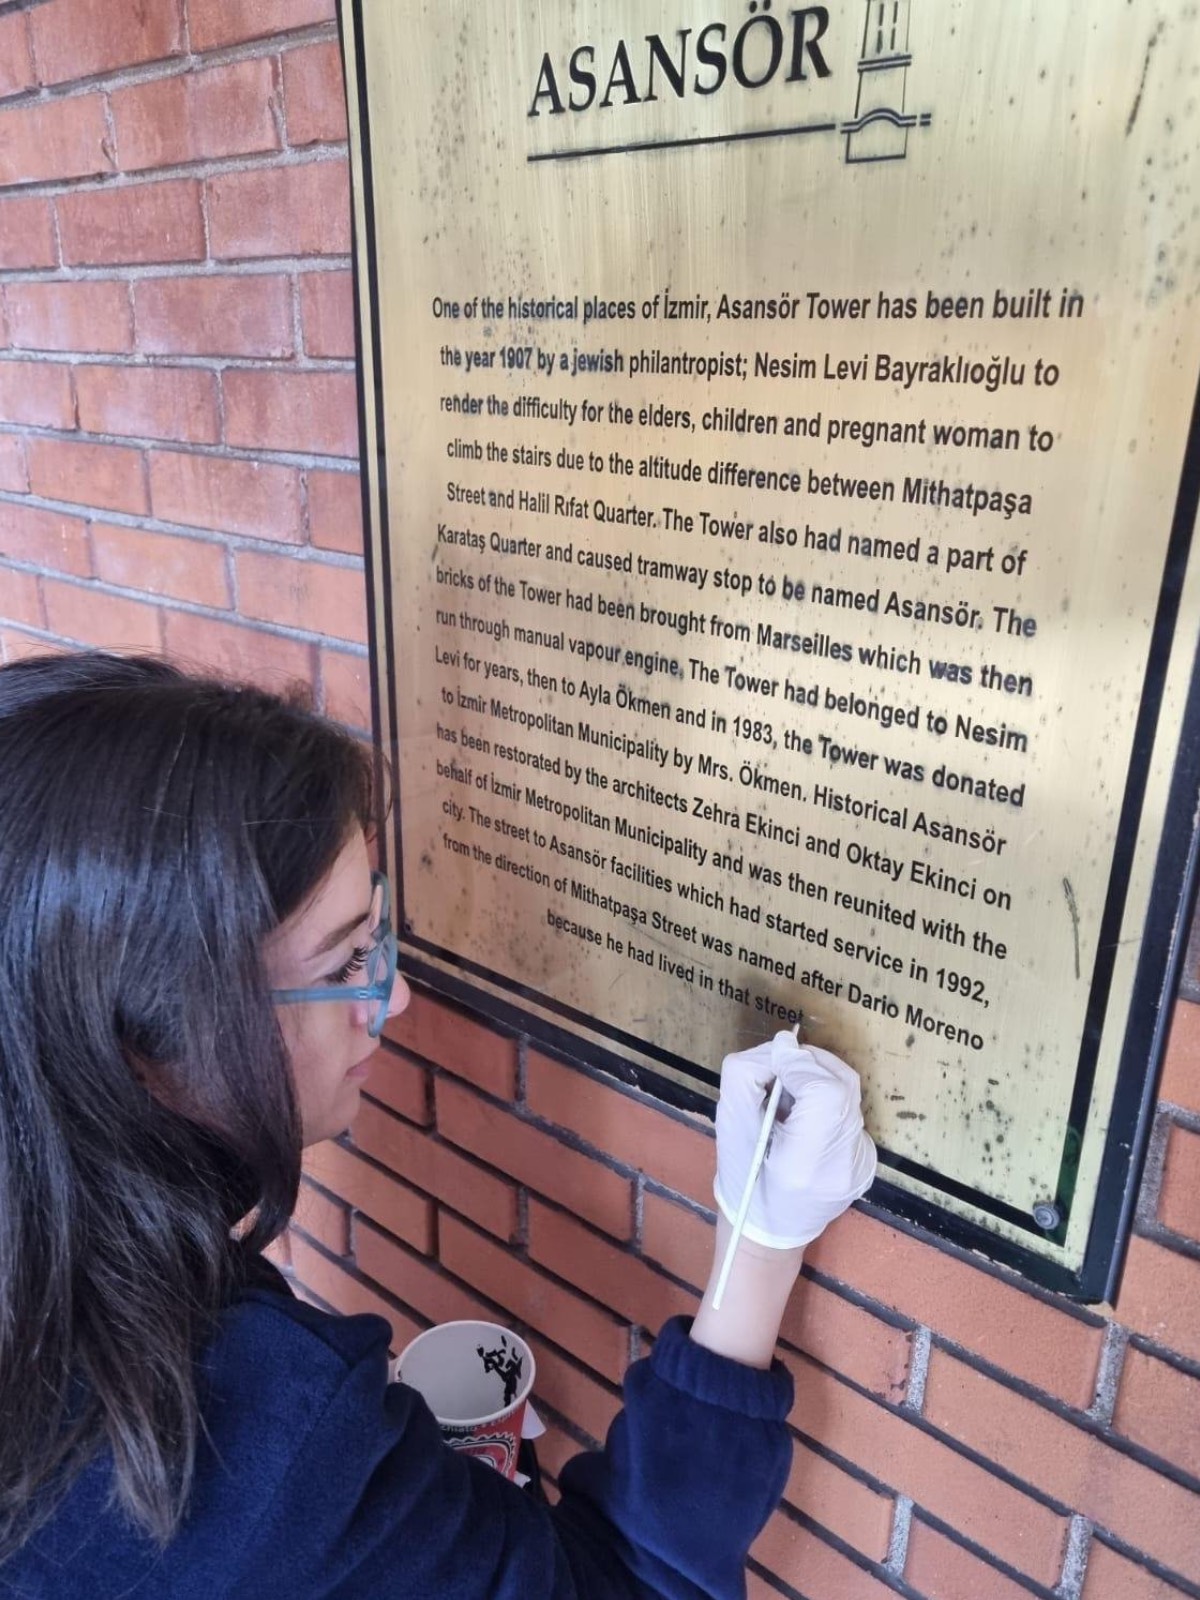 ASANSÖR
One of the historical places of İzmir, Asansör Tower has been built in
the year 1907 by a jewish philantropist; Nesim Levi Bayraklıoğlu to
render the difficulty for the elders, children and pregnant woman to
climb the stairs due to the altitude difference between Mithatpaşa
Street and Halil Rıfat Quarter. The Tower also had named a part of
Karataş Quarter and caused tramway stop to be named Asansör. The
bricks of the Tower had been brought from Marseilles which was then
run through manual vapour engine. The Tower had belonged to Nesim
Levi for years, then to Ayla Ökmen and in 1983, the Tower was donated
to İzmir Metropolitan Municipality by Mrs. Ökmen. Historical Asansör
has been restorated by the architects Zehra Ekinci and Oktay Ekinci on
behalf of İzmir Metropolitan Municipality and was then reunited with the
city. The street to Asansör facilities which had started service in 1992,
from the direction of Mithatpaşa Street was named after Dario Moreno
because he had lived in that street